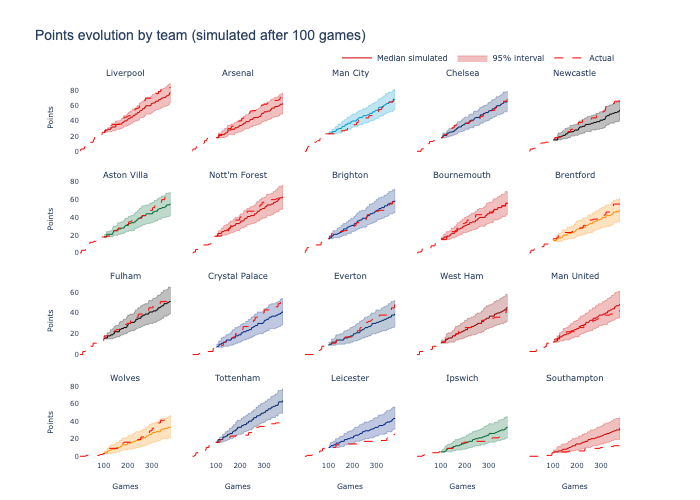 Points evolution by team (simulated after 100 games)
Median simulated 95% interval Actual
Liverpool Arsenal Man City Chelsea Newcastle
80
60
40
20
0
Points
Aston Villa Nott'm Forest Brighton Bournemouth Brentford
80
60
40
20
0
Points
Fulham Crystal Palace Everton West Ham Man United
60
40
20
0
Points
Wolves Tottenham Leicester Ipswich Southampton
80
60
40
20
0
Points
100 200 300 100 200 300 100 200 300 100 200 300 100 200 300
Games Games Games Games Games